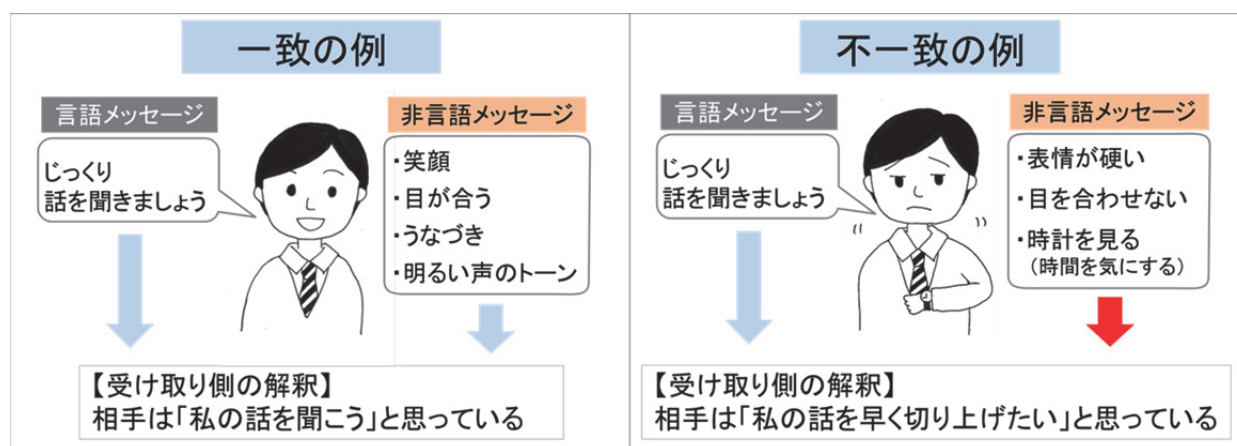 一致の例
言語メッセージ
じっくり
話を聞きましょう
非言語メッセージ
・笑顔
・目が合う
・うなづき
・明るい声のトーン
【受け取り側の解釈】
相手は「私の話を聞こう」と思っている
不一致の例
言語メッセージ
じっくり
話を聞きましょう
非言語メッセージ
・表情が硬い
・目を合わせない
・時計を見る
（時間を気にする）
【受け取り側の解釈】
相手は「私の話を早く切り上げたい」と思っている